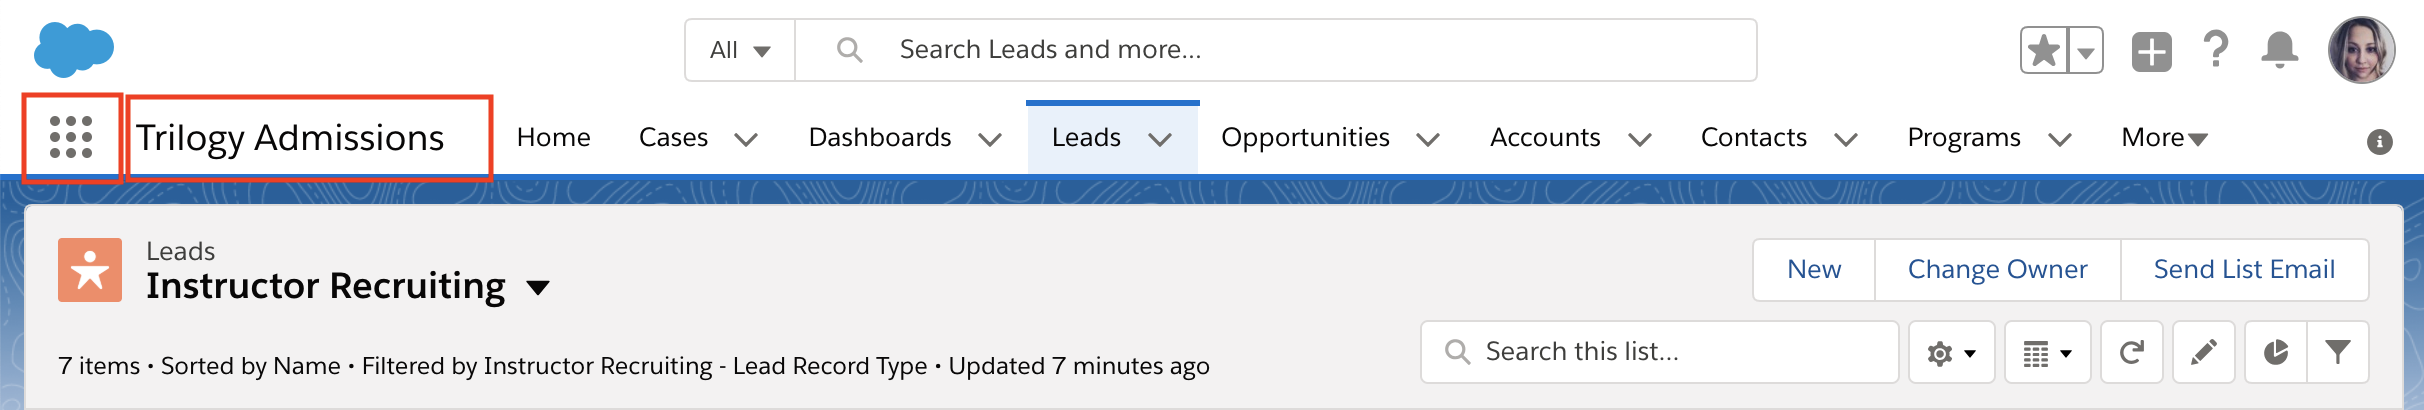 All Search Leads and more...
Trilogy Admissions Home Cases Dashboards Leads Opportunities Accounts Contacts Programs More
Leads
Instructor Recruiting
New Change Owner Send List Email
Search this list...
7 items • Sorted by Name • Filtered by Instructor Recruiting - Lead Record Type • Updated 7 minutes ago